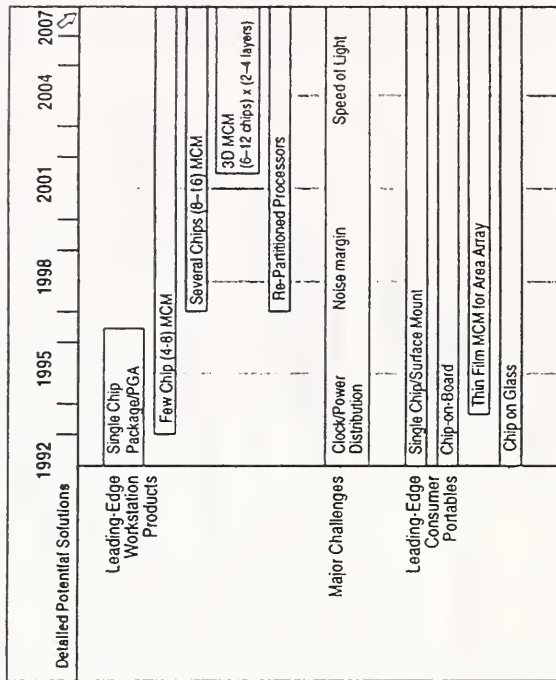 Detailed Potential Solutions
1992 1995 1998 2001 2004 2007
Leading-Edge
Workstation
Products
Single Chip
Package/PGA
Few Chip (4-8) MCM
Several Chips (8–16) MCM
3D MCM
(6–12 chips) x (2–4 layers)
Re-Partitioned Processors
Major Challenges
Clock/Power
Distribution
Noise margin
Speed of Light
Leading-Edge
Consumer
Portables
Single Chip/Surface Mount
Chip-on-Board
Thin Film MCM for Area Array
Chip on Glass